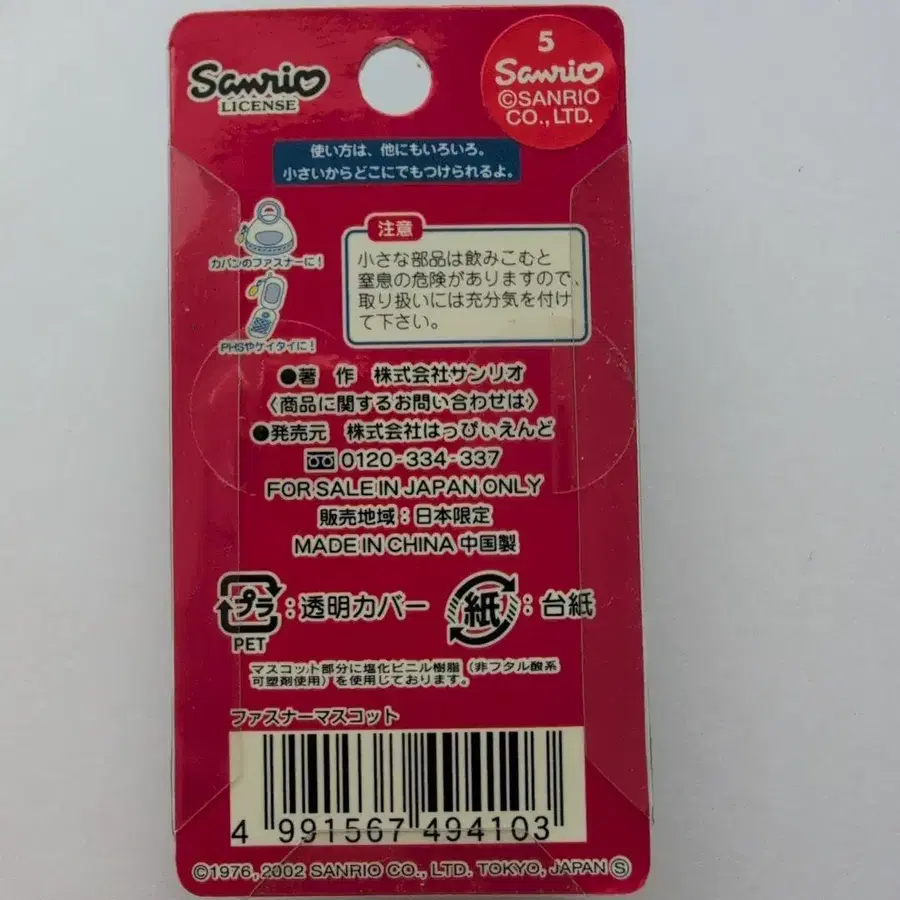 Sanrio
LICENSE
5
Sanrio
©SANRIO
CO., LTD.
使い方は、他にもいろいろ。
小さいからどこにでもつけられるよ。
カバンのファスナーに!
PHSやケイタイに!
注意
小さな部品は飲みこむと
窒息の危険がありますので、
取り扱いには充分気を付け
て下さい。
●著 作 株式会社サンリオ
〈商品に関するお問い合わせは〉
●発売元 株式会社はっぴぃえんど
0120-334-337
FOR SALE IN JAPAN ONLY
販売地域:日本限定
MADE IN CHINA 中国製
プラ:透明カバー
PET
紙:台紙
マスコット部分に塩化ビニル樹脂(非フタル酸系
可塑剤使用)を使用しております。
ファスナーマスコット
4 991567 494103
©1976, 2002 SANRIO CO., LTD. TOKYO, JAPAN Ⓢ